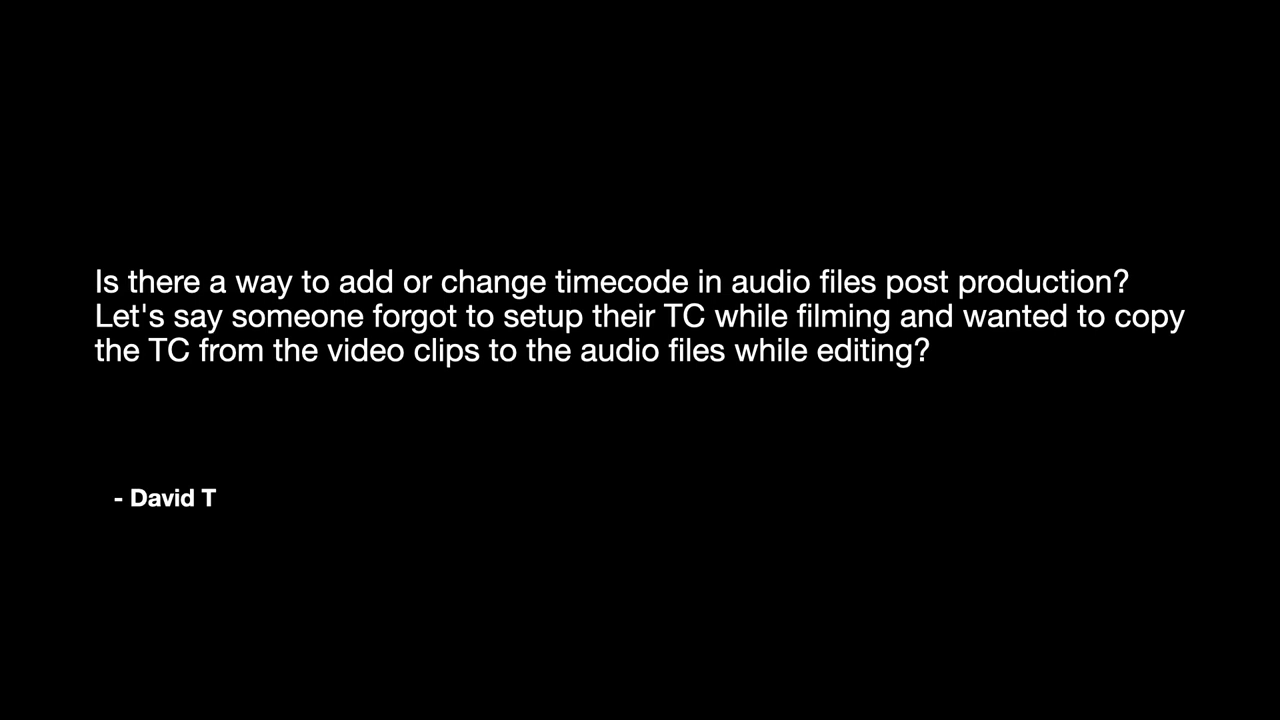 Is there a way to add or change timecode in audio files post production?
Let's say someone forgot to setup their TC while filming and wanted to copy
the TC from the video clips to the audio files while editing?
- David T